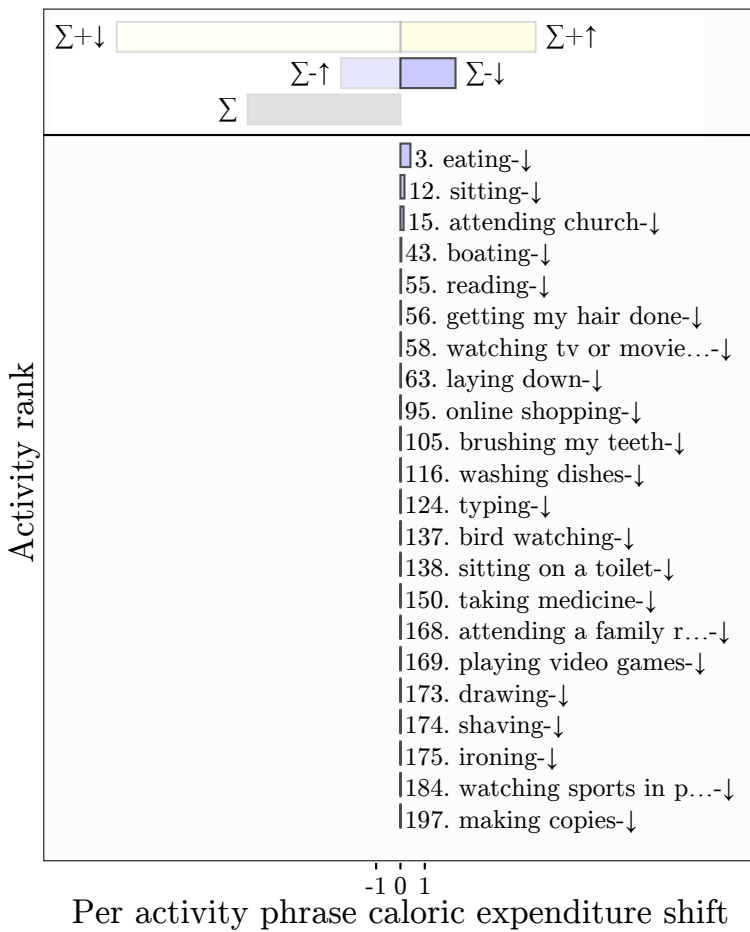 ∑+↓ ∑+↑
∑-↑ ∑-↓
∑
3. eating-↓
12. sitting-↓
15. attending church-↓
43. boating-↓
55. reading-↓
56. getting my hair done-↓
58. watching tv or movie…-↓
63. laying down-↓
95. online shopping-↓
105. brushing my teeth-↓
116. washing dishes-↓
124. typing-↓
137. bird watching-↓
138. sitting on a toilet-↓
150. taking medicine-↓
168. attending a family r…-↓
169. playing video games-↓
173. drawing-↓
174. shaving-↓
175. ironing-↓
184. watching sports in p…-↓
197. making copies-↓
Activity rank
-1 0 1
Per activity phrase caloric expenditure shift